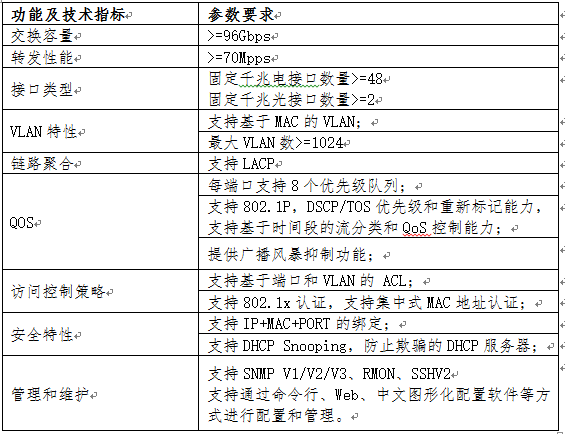 功能及技术指标 参数要求
交换容量 >=96Gbps
转发性能 >=70Mpps
接口类型
固定千兆电接口数量>=48
固定千兆光接口数量>=2
VLAN 特性
支持基于 MAC 的 VLAN;
最大 VLAN 数>=1024
链路聚合 支持 LACP
QOS
每端口支持 8 个优先级队列;
支持 802.1P, DSCP/TOS 优先级和重新标记能力,
支持基于时间段的流分类和 QoS 控制能力;
提供广播风暴抑制功能;
访问控制策略
支持基于端口和 VLAN 的 ACL;
支持 802.1x 认证, 支持集中式 MAC 地址认证;
安全特性
支持 IP+MAC+PORT 的绑定;
支持 DHCP Snooping, 防止欺骗的 DHCP 服务器;
管理和维护
支持 SNMP V1/V2/V3、RMON、SSHV2
支持通过命令行、Web、中文图形化配置软件等方
式进行配置和管理。